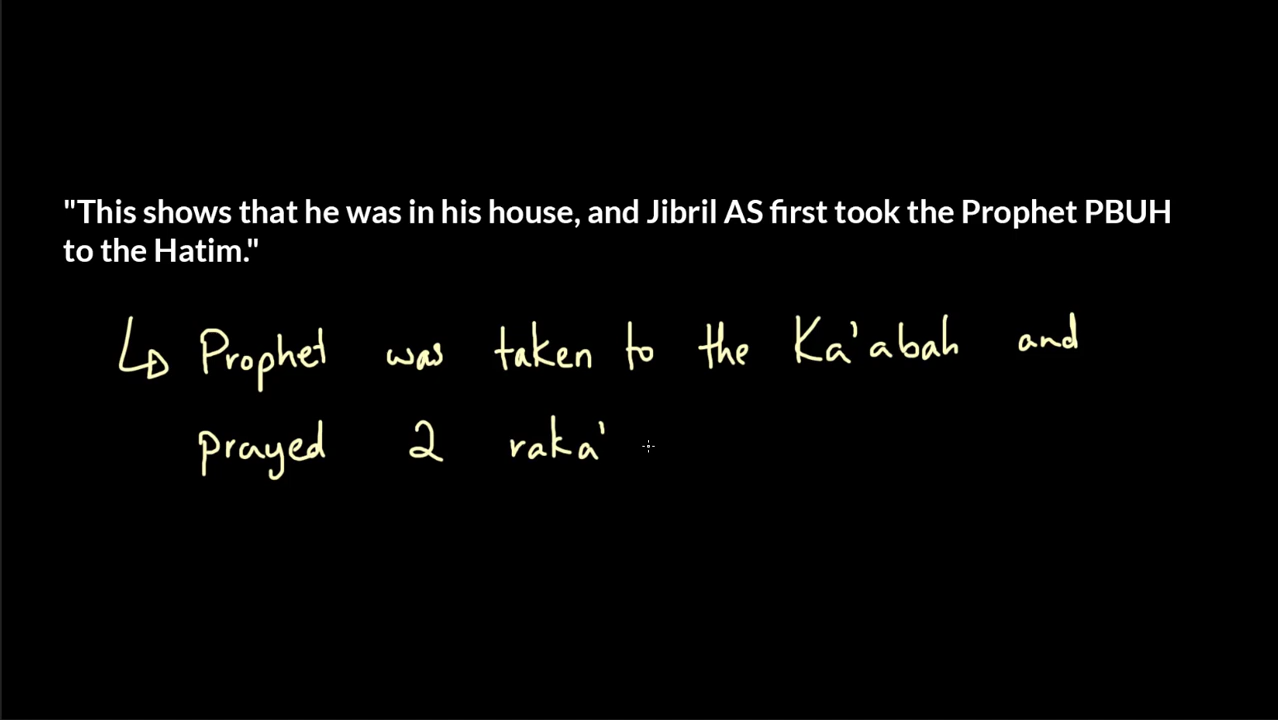 "This shows that he was in his house, and Jibril AS first took the Prophet PBUH
to the Hatim."
Prophet was taken to the Ka'abah and
prayed 2 raka'